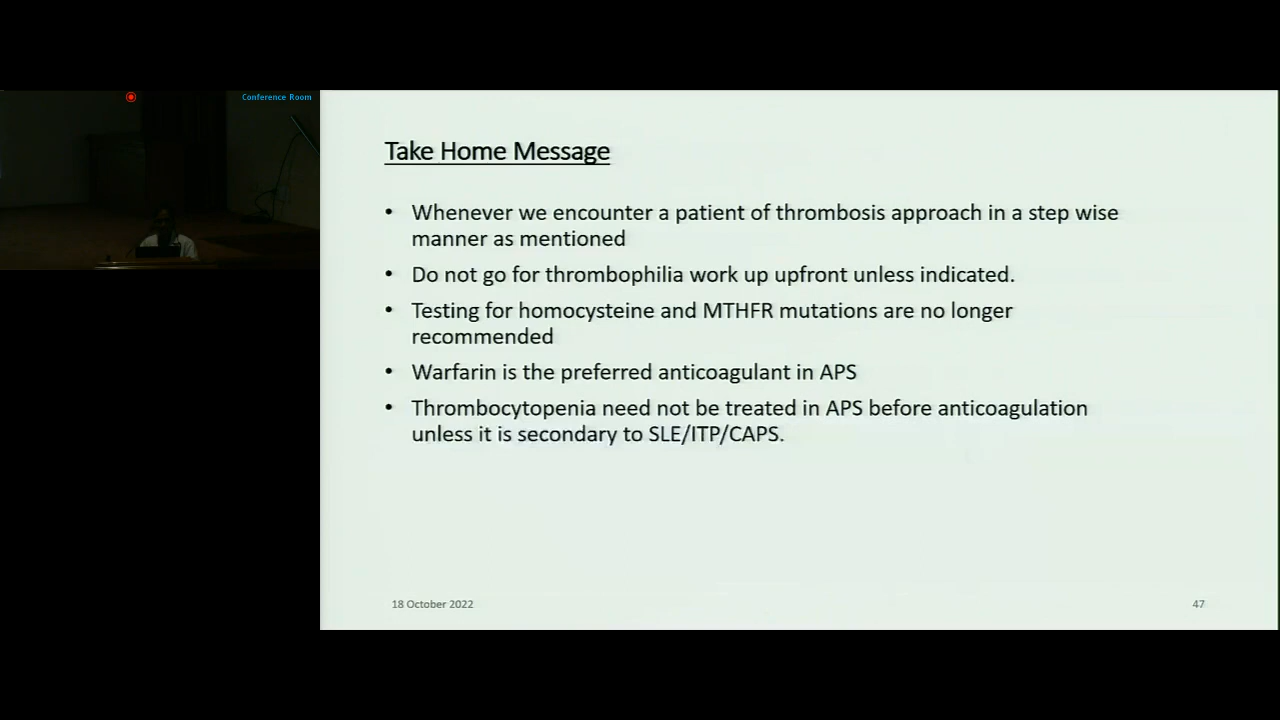 Conference Room
Take Home Message
• Whenever we encounter a patient of thrombosis approach in a step wise
manner as mentioned
• Do not go for thrombophilia work up upfront unless indicated.
• Testing for homocysteine and MTHFR mutations are no longer
recommended
• Warfarin is the preferred anticoagulant in APS
• Thrombocytopenia need not be treated in APS before anticoagulation
unless it is secondary to SLE/ITP/CAPS.
18 October 2022
47